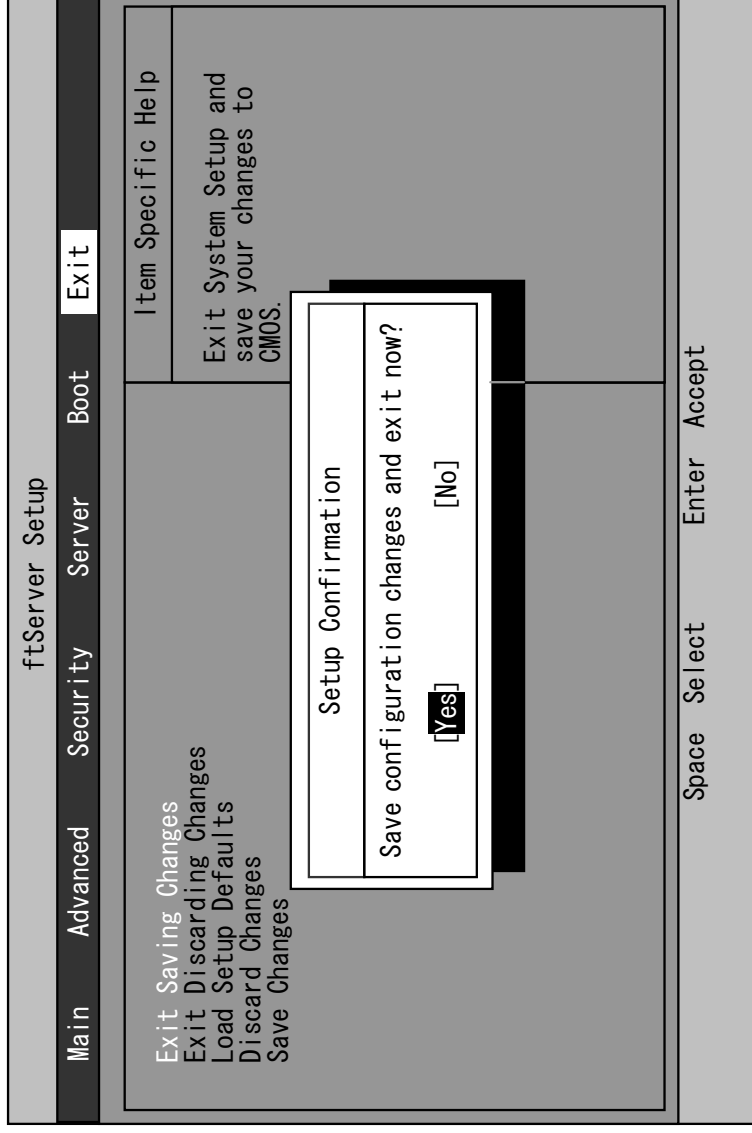 ftServer Setup
Main Advanced Security Server Boot Exit
Exit Saving Changes
Exit Discarding Changes
Load Setup Defaults
Discard Changes
Save Changes
Item Specific Help
Exit System Setup and
save your changes to
CMOS.
Setup Confirmation
Save configuration changes and exit now?
[Yes] [No]
Space Select Enter Accept